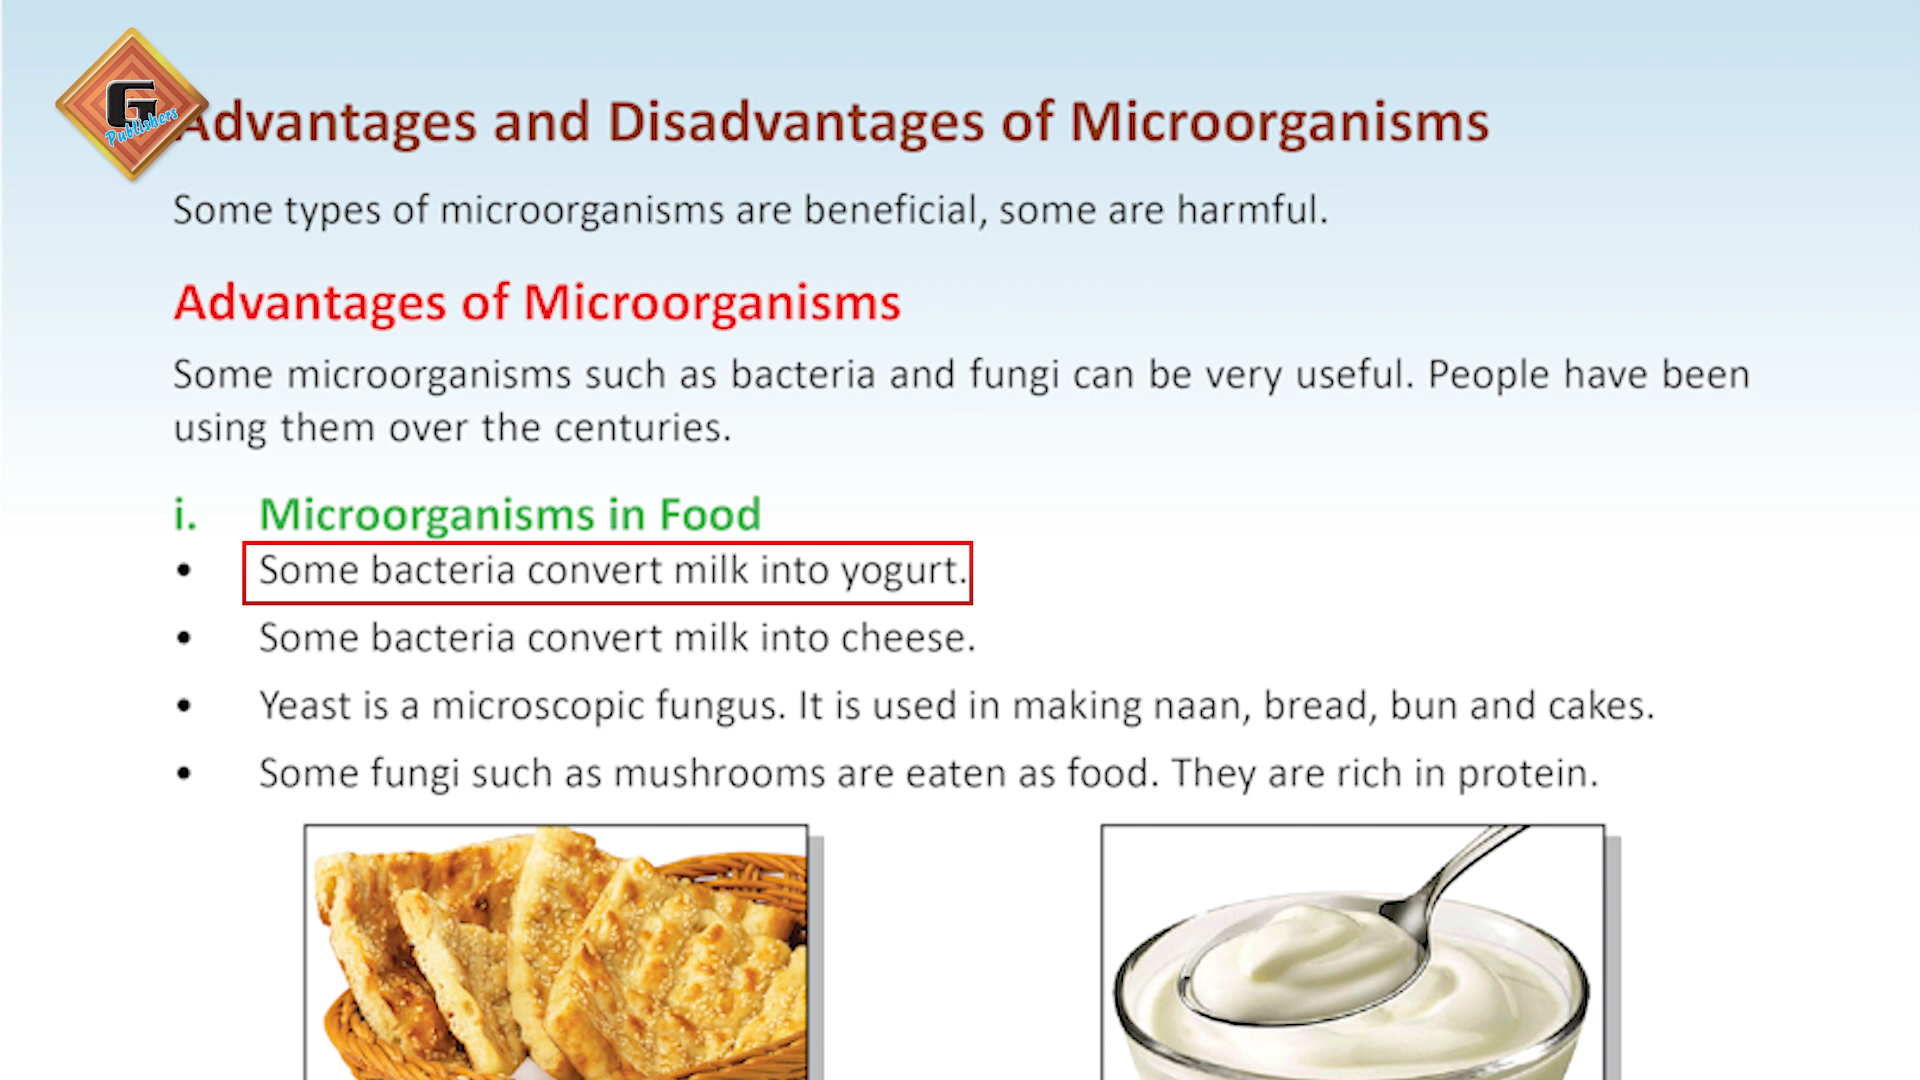 G
Publishers
Advantages and Disadvantages of Microorganisms
Some types of microorganisms are beneficial, some are harmful.
Advantages of Microorganisms
Some microorganisms such as bacteria and fungi can be very useful. People have been
using them over the centuries.
i. Microorganisms in Food
• Some bacteria convert milk into yogurt.
• Some bacteria convert milk into cheese.
• Yeast is a microscopic fungus. It is used in making naan, bread, bun and cakes.
• Some fungi such as mushrooms are eaten as food. They are rich in protein.